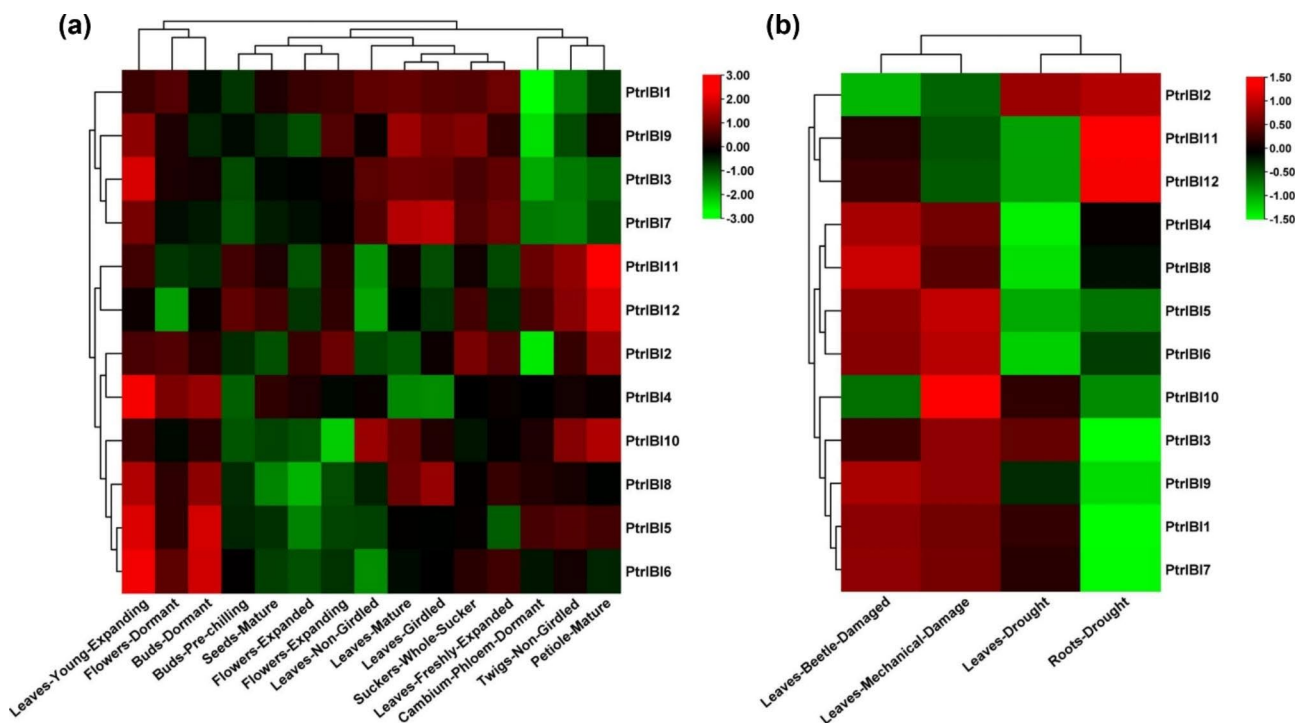 (a)
3.00
2.00
1.00
0.00
-1.00
-2.00
-3.00
PtrIBI1
PtrIBI9
PtrIBI3
PtrIBI7
PtrIBI11
PtrIBI12
PtrIBI2
PtrIBI4
PtrIBI10
PtrIBI8
PtrIBI5
PtrIBI6
Leaves-Young-Expanding
Flowers-Dormant
Buds-Dormant
Buds-Pre-chilling
Seeds-Mature
Flowers-Expanded
Flowers-Expanding
Leaves-Non-Girdled
Leaves-Mature
Leaves-Girdled
Suckers-Whole-Sucker
Leaves-Freshly-Expanded
Cambium-Phloem-Dormant
Twigs-Non-Girdled
Petiole-Mature
(b)
1.50
1.00
0.50
0.00
-0.50
-1.00
-1.50
PtrIBI2
PtrIBI11
PtrIBI12
PtrIBI4
PtrIBI8
PtrIBI5
PtrIBI6
PtrIBI10
PtrIBI3
PtrIBI9
PtrIBI1
PtrIBI7
Leaves-Beetle-Damaged
Leaves-Mechanical-Damage
Leaves-Drought
Roots-Drought